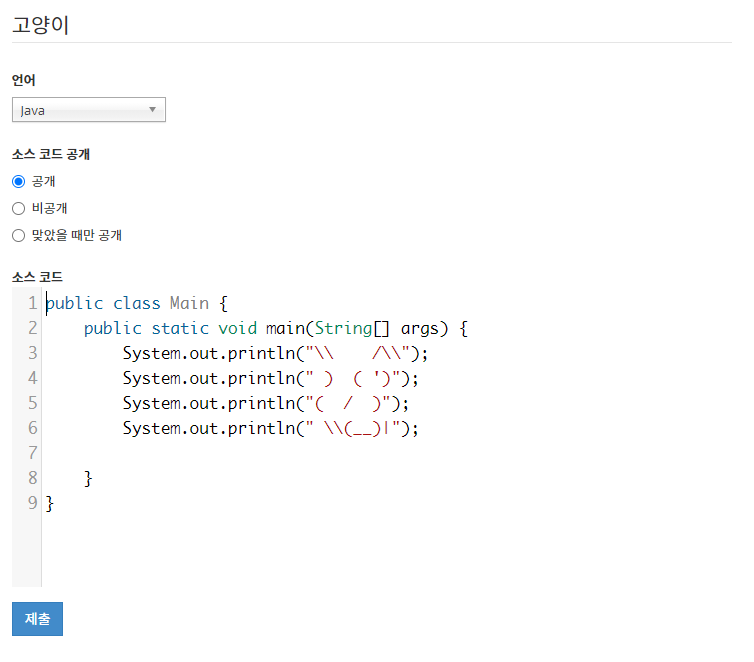 고양이
언어
Java
소스 코드 공개
공개
비공개
맞았을 때만 공개
소스 코드
1 public class Main {
2     public static void main(String[] args) {
3         System.out.println("\\    /\\");
4         System.out.println(" )  ( ')");
5         System.out.println("(  /  )");
6         System.out.println(" \\(__)|");
7
8     }
9 }
제출